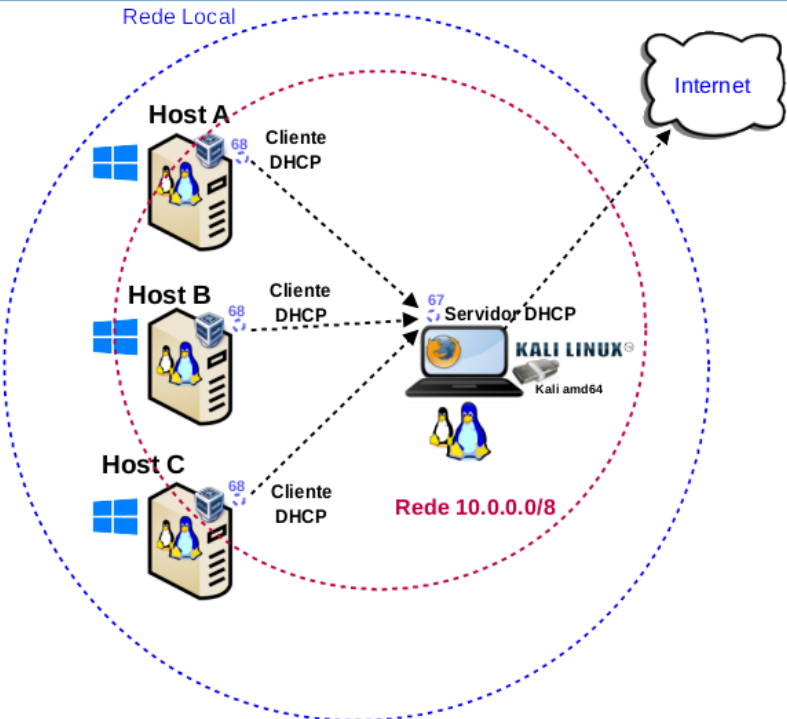 Rede Local
Internet
Host A
68
Cliente
DHCP
Host B
68
Cliente
DHCP
67
Servidor DHCP
KALI LINUX
Kali amd64
Host C
68
Cliente
DHCP
Rede 10.0.0.0/8